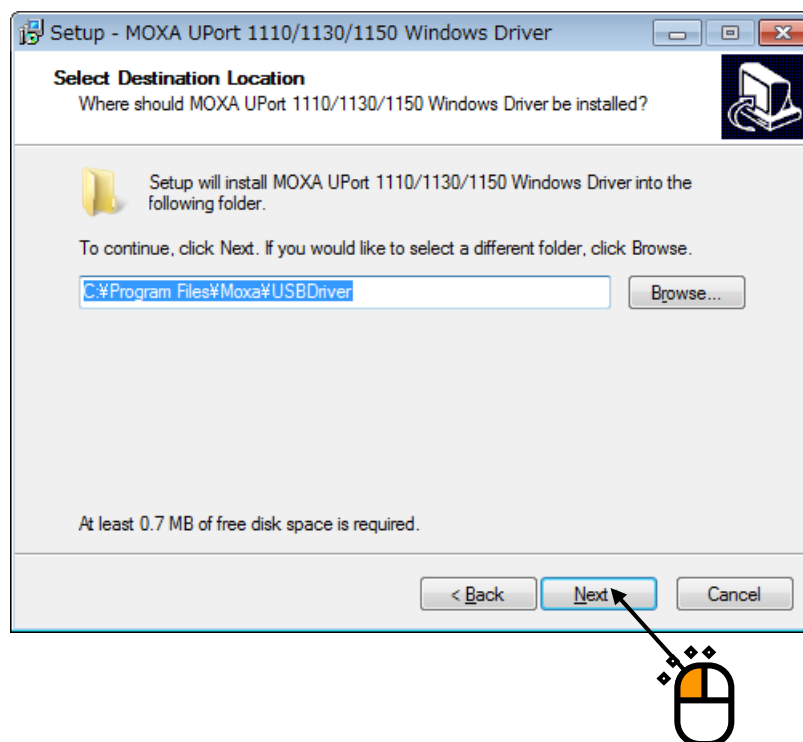 Setup - MOXA UPort 1110/1130/1150 Windows Driver
Select Destination Location
Where should MOXA UPort 1110/1130/1150 Windows Driver be installed?
Setup will install MOXA UPort 1110/1130/1150 Windows Driver into the
following folder.
To continue, click Next. If you would like to select a different folder, click Browse.
C:¥Program Files¥Moxa¥USBDriver
Browse...
At least 0.7 MB of free disk space is required.
< Back
Next
Cancel